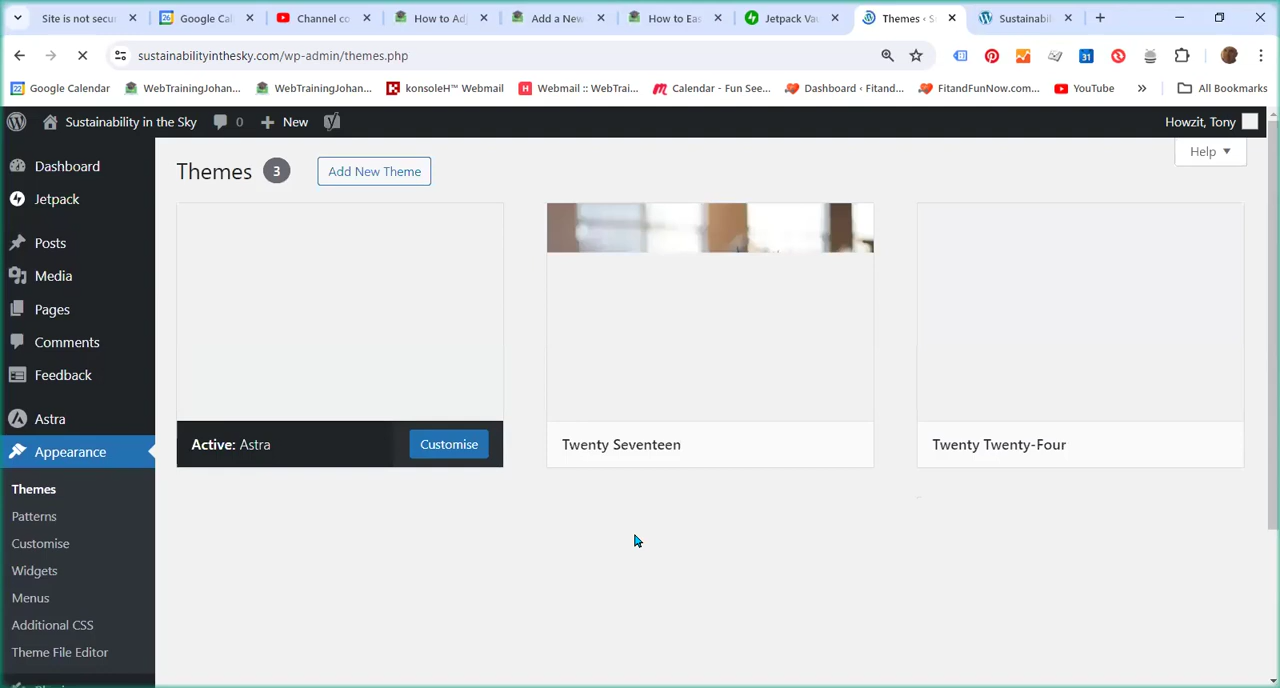 Site is not secu
Google Cal
Channel co
How to Adj
Add a New
How to Eas
Jetpack Va
Themes ‹ S
Sustainabili
sustainabilityinthesky.com/wp-admin/themes.php
Google Calendar
WebTrainingJohan...
WebTrainingJohan...
konsoleH™ Webmail
Webmail :: WebTrai...
Calendar - Fun See...
Dashboard ‹ Fitand...
FitandFunNow.com...
YouTube
»
All Bookmarks
Sustainability in the Sky
0
New
Howzit, Tony
Help
Dashboard
Jetpack
Posts
Media
Pages
Comments
Feedback
Astra
Appearance
Themes
Patterns
Customise
Widgets
Menus
Additional CSS
Theme File Editor
Themes 3 Add New Theme
Active: Astra
Customise
Twenty Seventeen
Twenty Twenty-Four